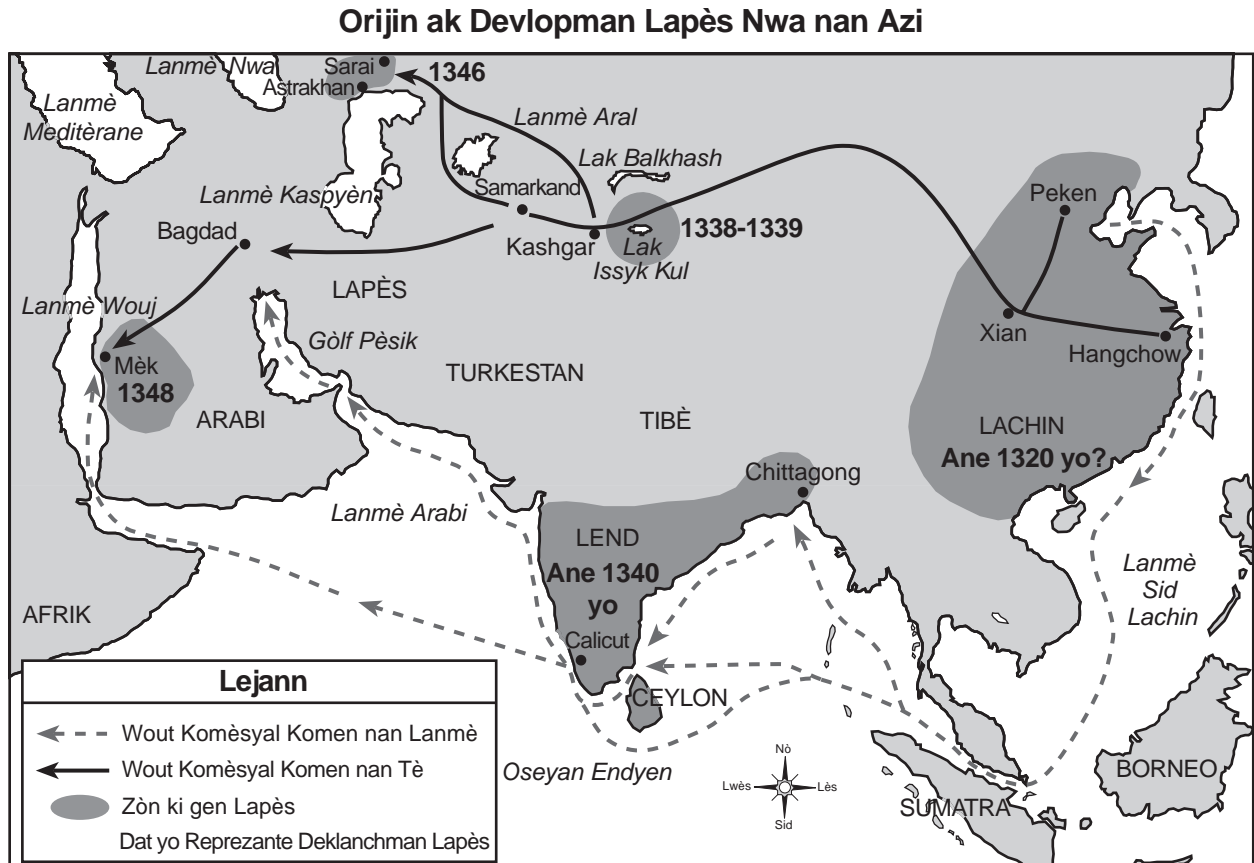 Orijin ak Devlopman Lapès Nwa nan Azi
Lanmè Nwa
Sarai
1346
Astrakhan
Lanmè
Meditèrane
Lanmè Aral
Lak Balkhash
Lanmè Kaspyèn
Samarkand
Peken
Bagdad
Kashgar
1338-1339
Lak
Issyk Kul
LAPÈS
Lanmè Wouj
Gòlf Pèsik
Xian
Hangchow
Mèk
1348
TURKESTAN
ARABI
TIBÈ
LACHIN
Ane 1320 yo?
Chittagong
Lanmè Arabi
LEND
Ane 1340
yo
Lanmè
Sid
Lachin
AFRIK
Calicut
CEYLON
Lejann
Wout Komèsyal Komen nan Lanmè
Wout Komèsyal Komen nan Tè
Zòn ki gen Lapès
Dat yo Reprezante Deklanchman Lapès
Oseyan Endyen
Nò
Lwès
Lès
Sid
SUMATRA
BORNEO